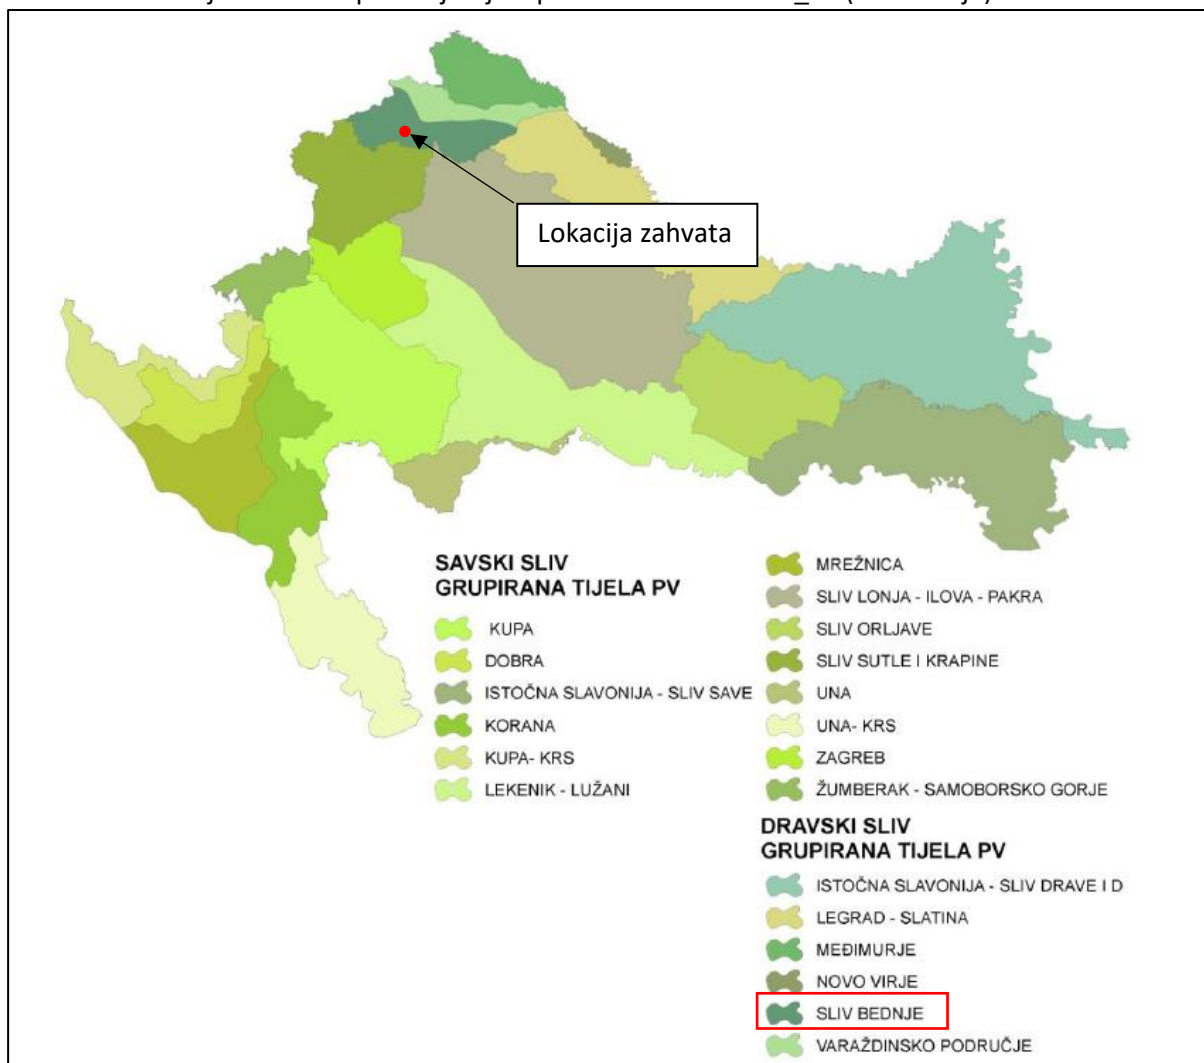 Lokacija zahvata
SAVSKI SLIV
GRUPIRANA TIJELA PV
KUPA
DOBRA
ISTOČNA SLAVONIJA - SLIV SAVE
KORANA
KUPA- KRS
LEKENIK - LUŽANI
MREŽNICA
SLIV LONJA - ILOVA - PAKRA
SLIV ORLJAVE
SLIV SUTLE I KRAPINE
UNA
UNA- KRS
ZAGREB
ŽUMBERAK - SAMOBORSKO GORJE
DRAVSKI SLIV
GRUPIRANA TIJELA PV
ISTOČNA SLAVONIJA - SLIV DRAVE I D
LEGRAD - SLATINA
MEĐIMURJE
NOVO VIRJE
SLIV BEDNJE
VARAŽDINSKO PODRUČJE